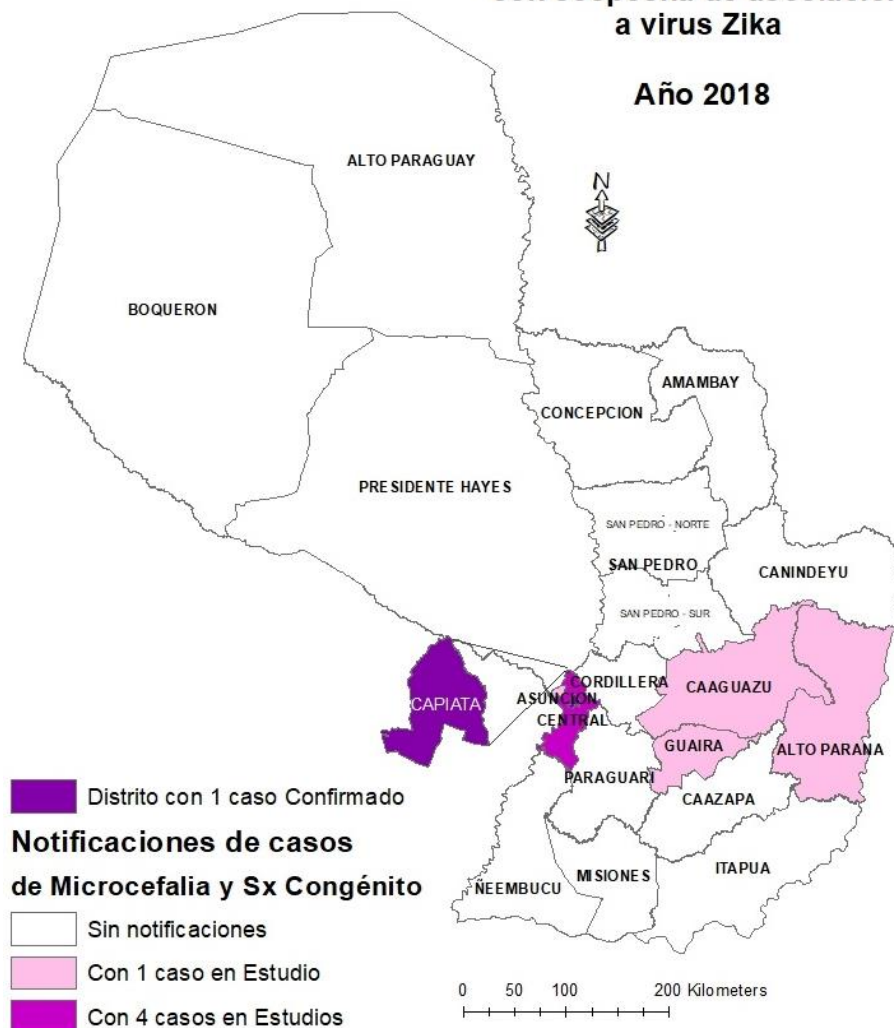 a virus Zika
Año 2018
N
ALTO PARAGUAY
BOQUERON
AMAMBAY
CONCEPCION
PRESIDENTE HAYES
SAN PEDRO - NORTE
SAN PEDRO
CANINDEYU
SAN PEDRO - SUR
CORDILLERA
CAAGUAZU
ASUNCION
CAPIATA
CENTRAL
GUAIRA
ALTO PARANA
PARAGUARI
CAAZAPA
MISIONES
ITAPUA
ÑEEMBUCU
Distrito con 1 caso Confirmado
Notificaciones de casos
de Microcefalia y Sx Congénito
Sin notificaciones
Con 1 caso en Estudio
Con 4 casos en Estudios
0 50 100 200 Kilometers